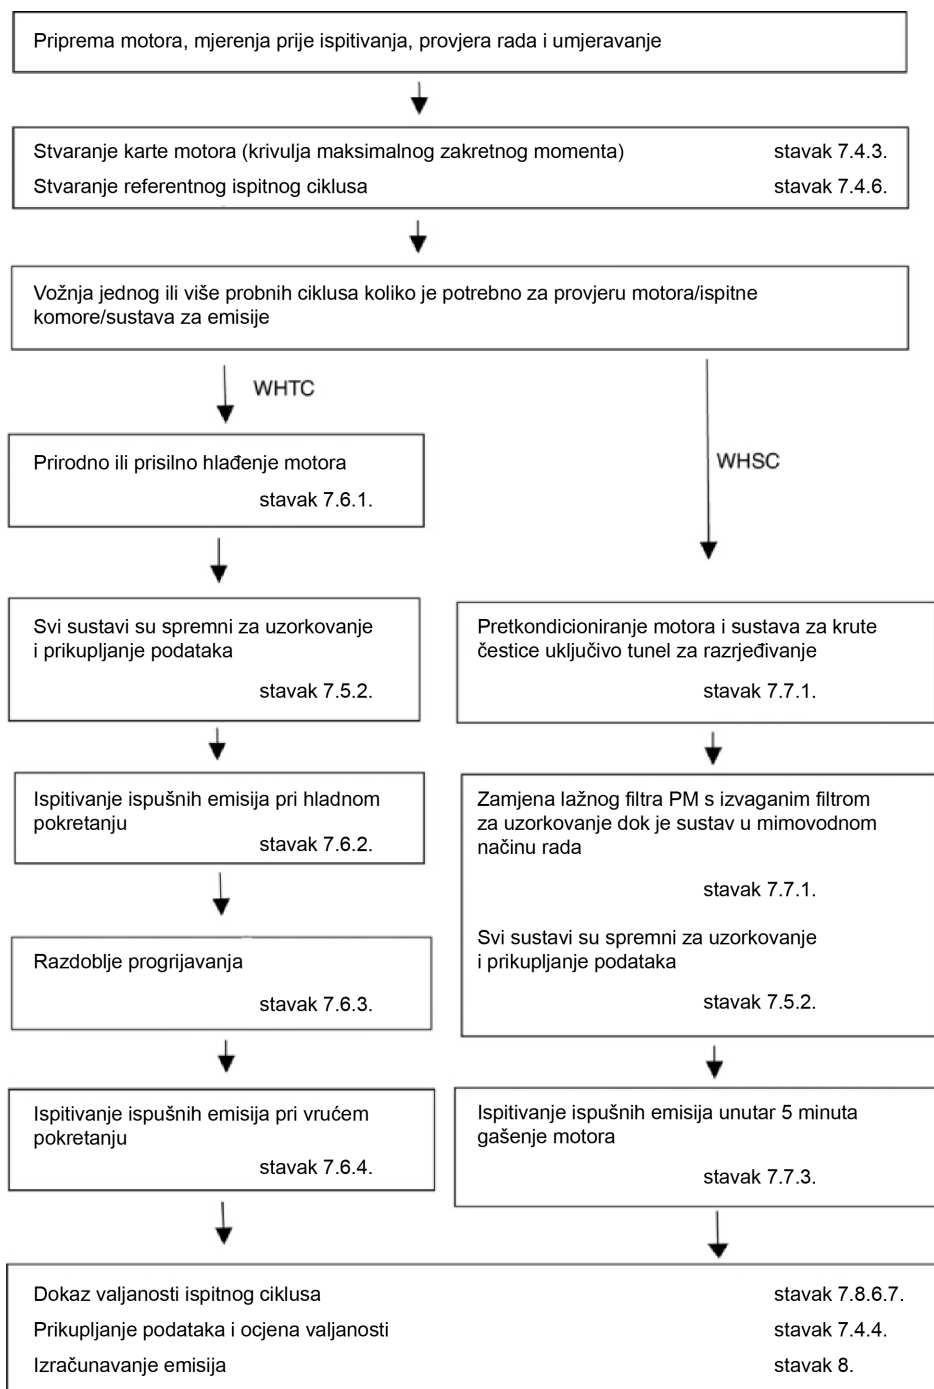 Priprema motora, mjerenja prije ispitivanja, provjera rada i umjeravanje
Stvaranje karte motora (krivulja maksimalnog zakretnog momenta) stavak 7.4.3.
Stvaranje referentnog ispitnog ciklusa stavak 7.4.6.
Vožnja jednog ili više probnih ciklusa koliko je potrebno za provjeru motora/ispitne
komore/sustava za emisije
WHTC
Prirodno ili prisilno hlađenje motora
stavak 7.6.1.
Svi sustavi su spremni za uzorkovanje
i prikupljanje podataka
stavak 7.5.2.
Ispitivanje ispušnih emisija pri hladnom
pokretanju
stavak 7.6.2.
Razdoblje progrijavanja
stavak 7.6.3.
Ispitivanje ispušnih emisija pri vrućem
pokretanju
stavak 7.6.4.
WHSC
Pretkondicioniranje motora i sustava za krute
čestice uključivo tunel za razrjeđivanje
stavak 7.7.1.
Zamjena lažnog filtra PM s izvaganim filtrom
za uzorkovanje dok je sustav u mimovodnom
načinu rada
stavak 7.7.1.
Svi sustavi su spremni za uzorkovanje
i prikupljanje podataka
stavak 7.5.2.
Ispitivanje ispušnih emisija unutar 5 minuta
gašenje motora
stavak 7.7.3.
Dokaz valjanosti ispitnog ciklusa stavak 7.8.6.7.
Prikupljanje podataka i ocjena valjanosti stavak 7.4.4.
Izračunavanje emisija stavak 8.